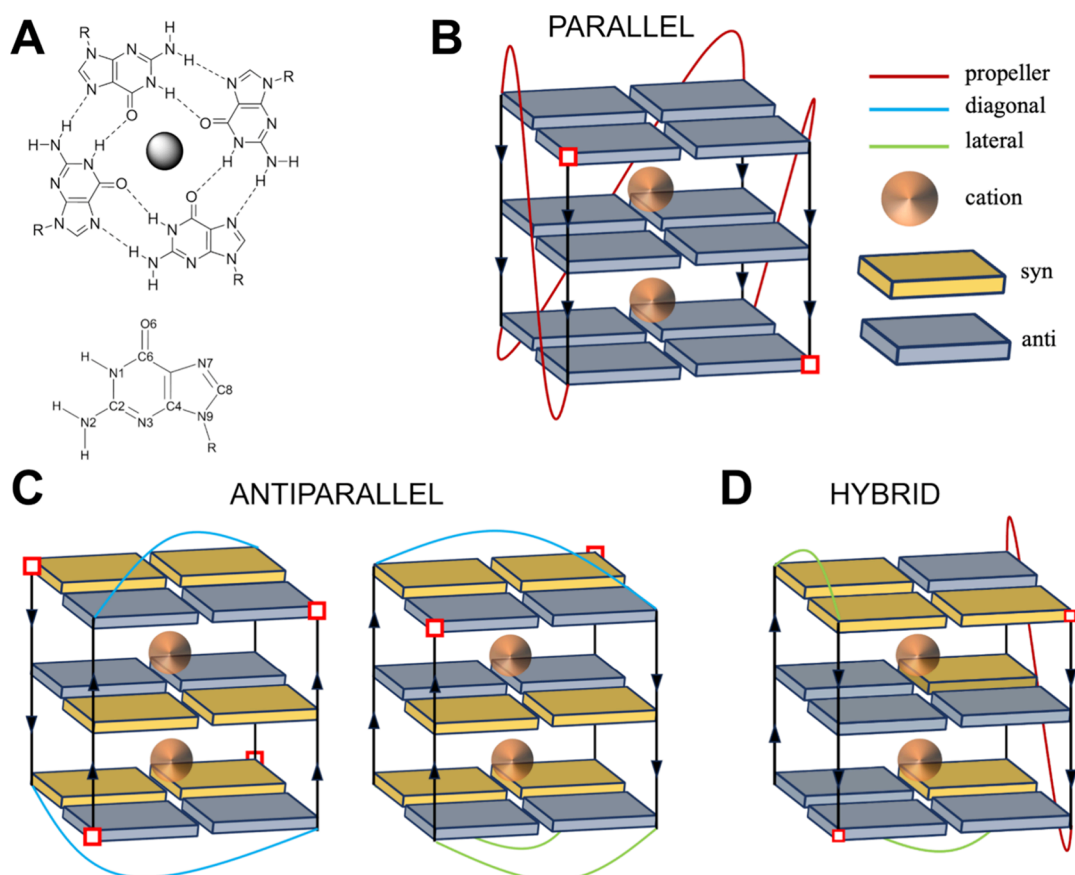 A
R
N
N
H
N
N
H
N
H
O
N
R
N
H
O
N
H
N
N
N
H
N
H
N
O
N
H
H
O
N
N
R
N
H
N
N
H
N
N
H
N
R
O6
H
C6
N7
N1
C8
H
C2
C4
N2
N3
N9
H
R
B
PARALLEL
propeller
diagonal
lateral
cation
syn
anti
C
ANTIPARALLEL
D
HYBRID